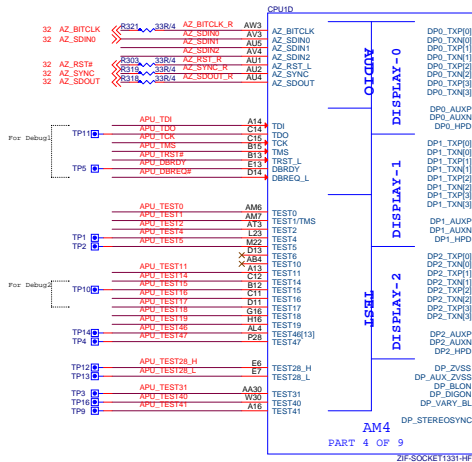 CPU1D
32 AZ_BITCLK R321 33R/4 AZ_BITCLK_R AW3 AZ_BITCLK DP0_TXP[0]
32 AZ_SDIN0 AZ_SDIN0 AV3 AZ_SDIN0 DP0_TXN[0]
AZ_SDIN1 AU5 AZ_SDIN1 DP0_TXP[1]
AZ_SDIN2 AV4 AZ_SDIN2 DP0_TXN[1]
32 AZ_RST# R303 33R/4 AZ_RST_R AU1 AZ_RST_L DP0_TXP[2]
32 AZ_SYNC R319 33R/4 AZ_SYNC_R AU2 AZ_SYNC DP0_TXN[2]
32 AZ_SDOUT R318 33R/4 AZ_SDOUT_R AU4 AZ_SDOUT DP0_TXP[3]
DP0_TXN[3]
AUDIO
DISPLAY-0
DP0_AUXP
DP0_AUXN
DP0_HPD
For Debug1
APU_TDI A14 TDI
TP11 APU_TDO C14 TDO
APU_TCK C15 TCK DP1_TXP[0]
APU_TMS B15 TMS DP1_TXN[0]
APU_TRST# B13 TRST_L DP1_TXP[1]
TP5 APU_DBRDY E13 DBRDY DP1_TXN[1]
APU_DBREQ# D14 DBREQ_L DP1_TXP[2]
DP1_TXN[2]
DP1_TXP[3]
DP1_TXN[3]
DISPLAY-1
APU_TEST0 AM6 TEST0
APU_TEST1 AM7 TEST1/TMS
APU_TEST2 AT3 TEST2 DP1_AUXP
TP1 APU_TEST4 L23 TEST4 DP1_AUXN
TP2 APU_TEST5 M22 TEST5 DP1_HPD
D13 TEST6
AB4 TEST10 DP2_TXP[0]
APU_TEST11 A13 TEST11 DP2_TXN[0]
APU_TEST14 C12 TEST14 DP2_TXP[1]
For Debug2
TP10 APU_TEST15 B12 TEST15 DP2_TXN[1]
APU_TEST16 C11 TEST16 DP2_TXP[2]
APU_TEST17 D11 TEST17 DP2_TXN[2]
APU_TEST18 G16 TEST18 DP2_TXP[3]
APU_TEST19 H16 TEST19 DP2_TXN[3]
TP14 APU_TEST46 AL4 TEST46[13]
TP4 APU_TEST47 P28 TEST47
TEST
DISPLAY-2
DP2_AUXP
DP2_AUXN
DP2_HPD
TP12 APU_TEST28_H E6 TEST28_H
TP13 APU_TEST28_L E7 TEST28_L
DP_ZVSS
DP_AUX_ZVSS
DP_BLON
DP_DIGON
DP_VARY_BL
TP3 APU_TEST31 AA30 TEST31
TP16 APU_TEST40 W30 TEST40
TP9 APU_TEST41 A16 TEST41
DP_STEREOSYNC
AM4
PART 4 OF 9
ZIF-SOCKET1331-HF